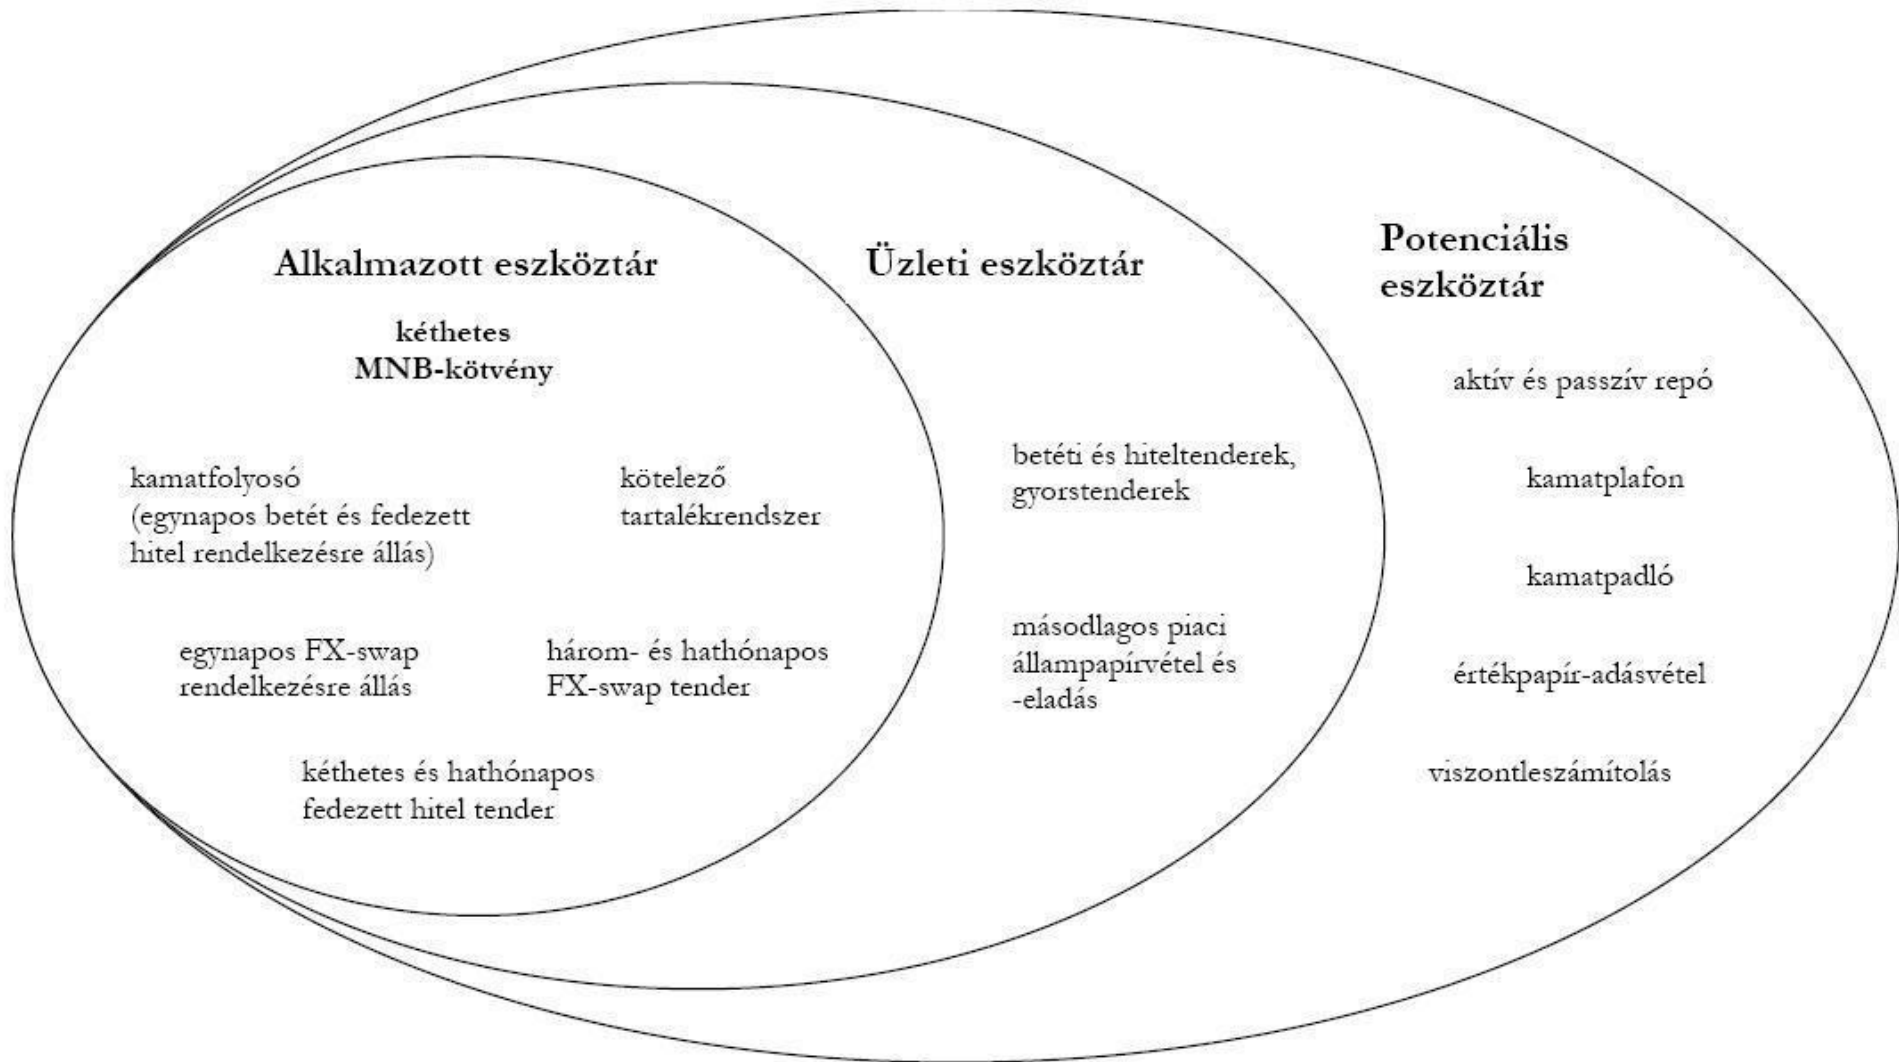 Alkalmazott eszköztár
kéthetes
MNB-kötvény
kamatfolyosó
(egynapos betét és fedezett
hitel rendelkezésre állás)
kötelező
tartalékrendszer
egynapos FX-swap
rendelkezésre állás
három- és hathónapos
FX-swap tender
kéthetes és hathónapos
fedezett hitel tender
Üzleti eszköztár
betéti és hiteltenderek,
gyorstenderek
másodlagos piaci
állampapírvétel és
-eladás
Potenciális
eszköztár
aktív és passzív repó
kamatplafon
kamatpadló
értékpapír-adásvétel
viszontleszámítolás